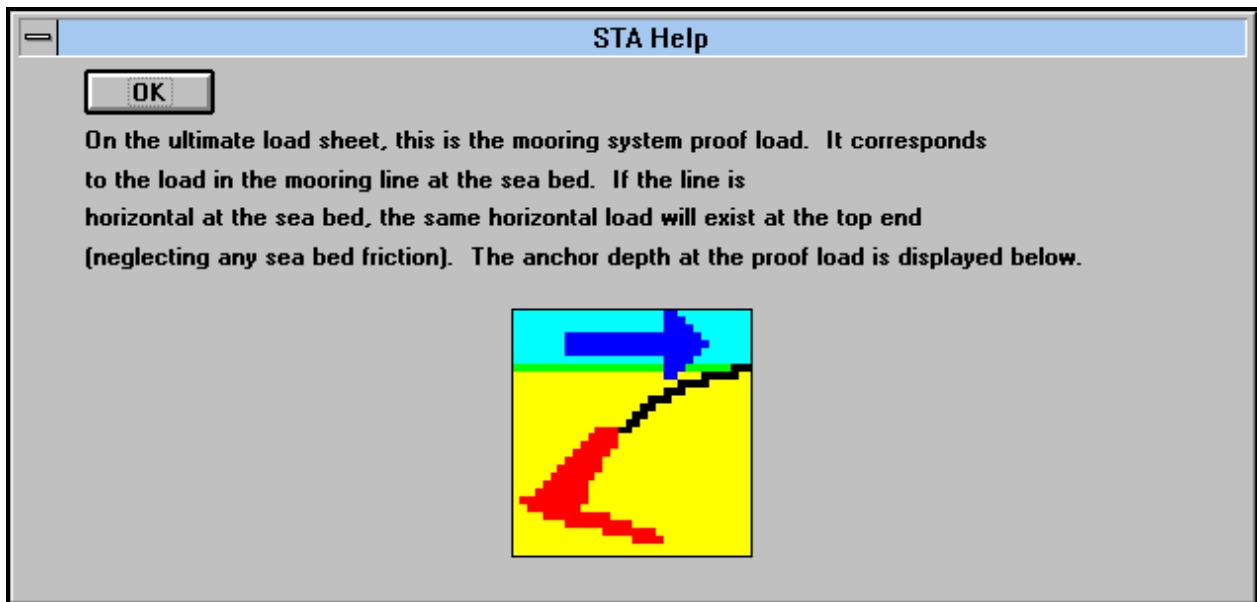 STA Help
OK
On the ultimate load sheet, this is the mooring system proof load.  It corresponds
to the load in the mooring line at the sea bed.  If the line is
horizontal at the sea bed, the same horizontal load will exist at the top end
(neglecting any sea bed friction).  The anchor depth at the proof load is displayed below.